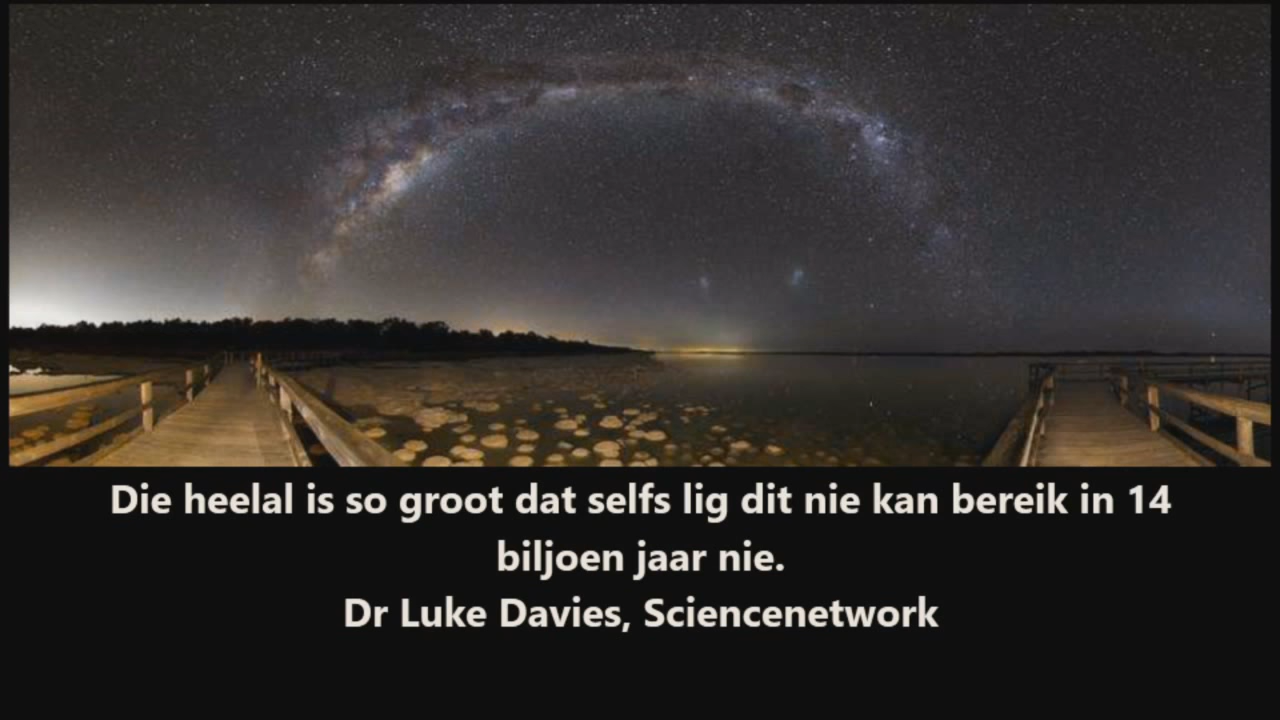 Die heelal is so groot dat selfs lig dit nie kan bereik in 14
biljoen jaar nie.
Dr Luke Davies, Sciencenetwork